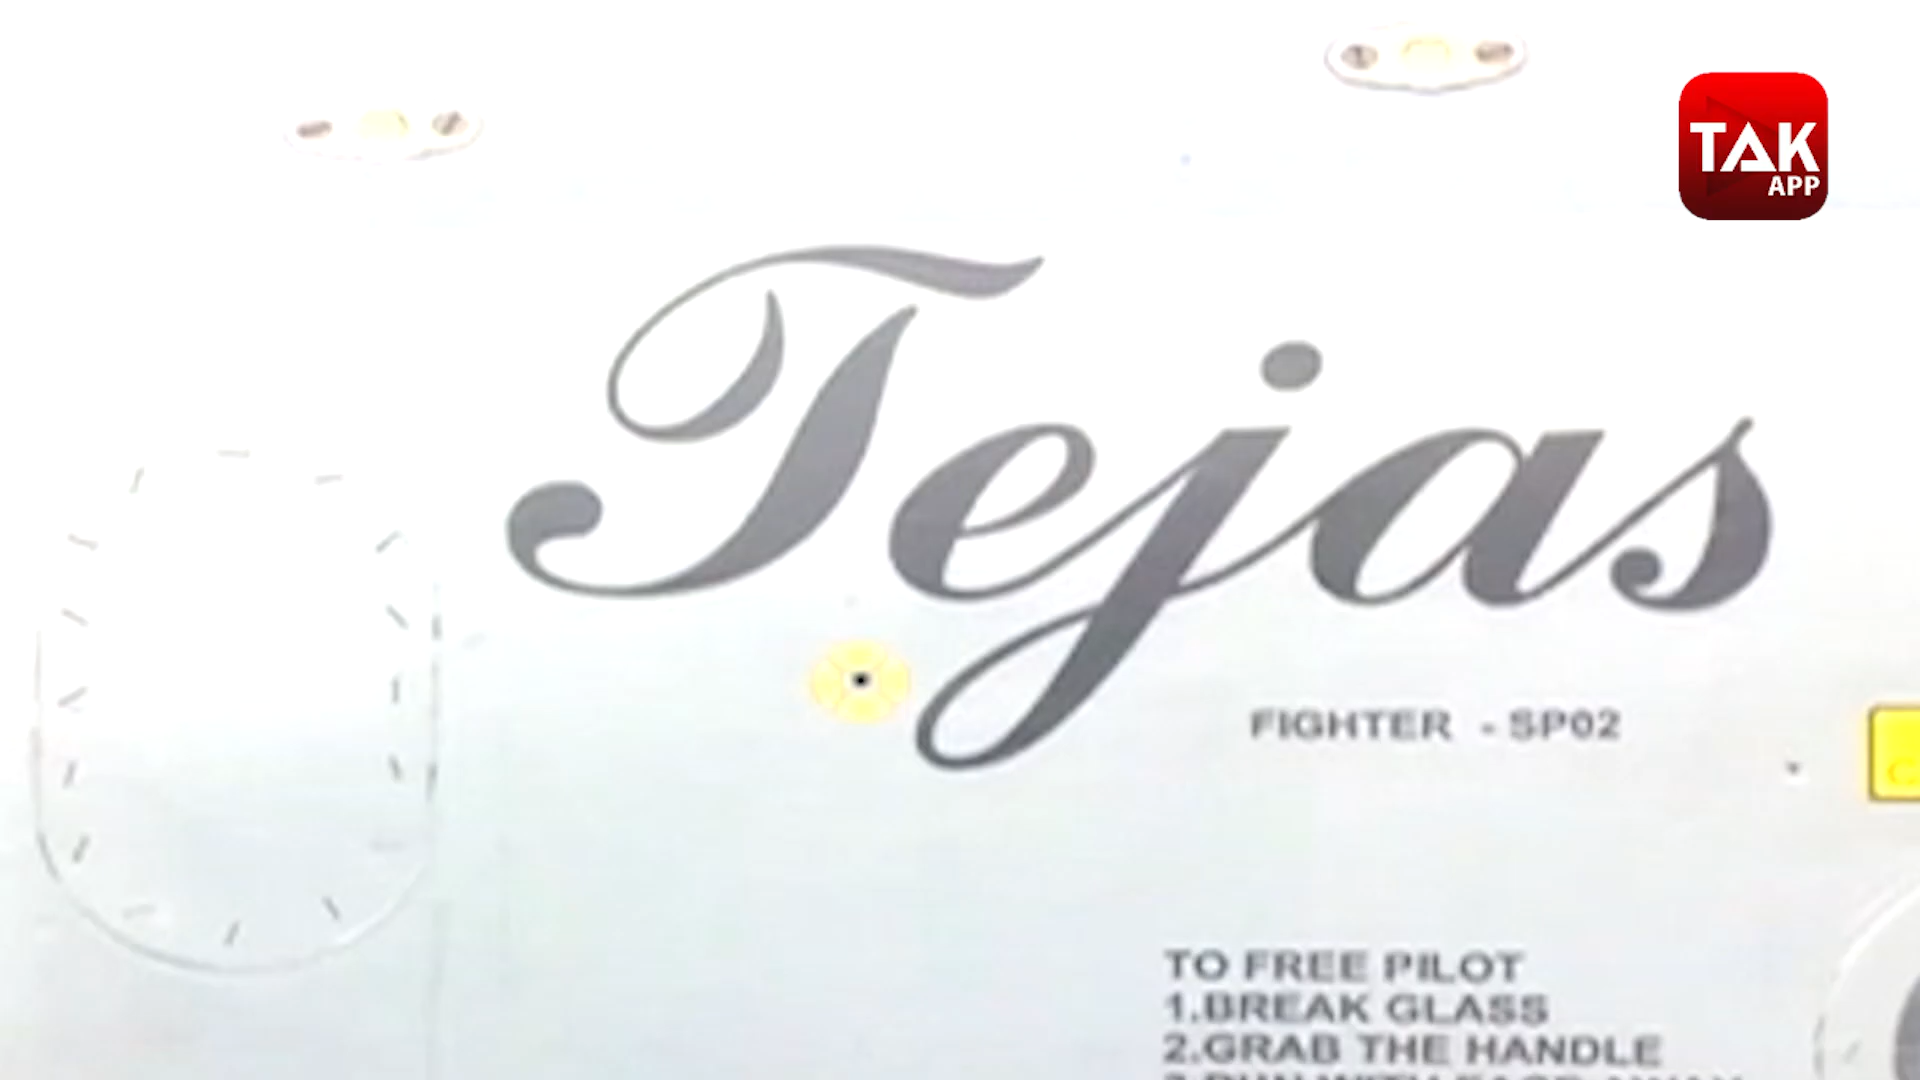 TAK
APP
Tejas
FIGHTER - SP02
TO FREE PILOT
1.BREAK GLASS
2.GRAB THE HANDLE